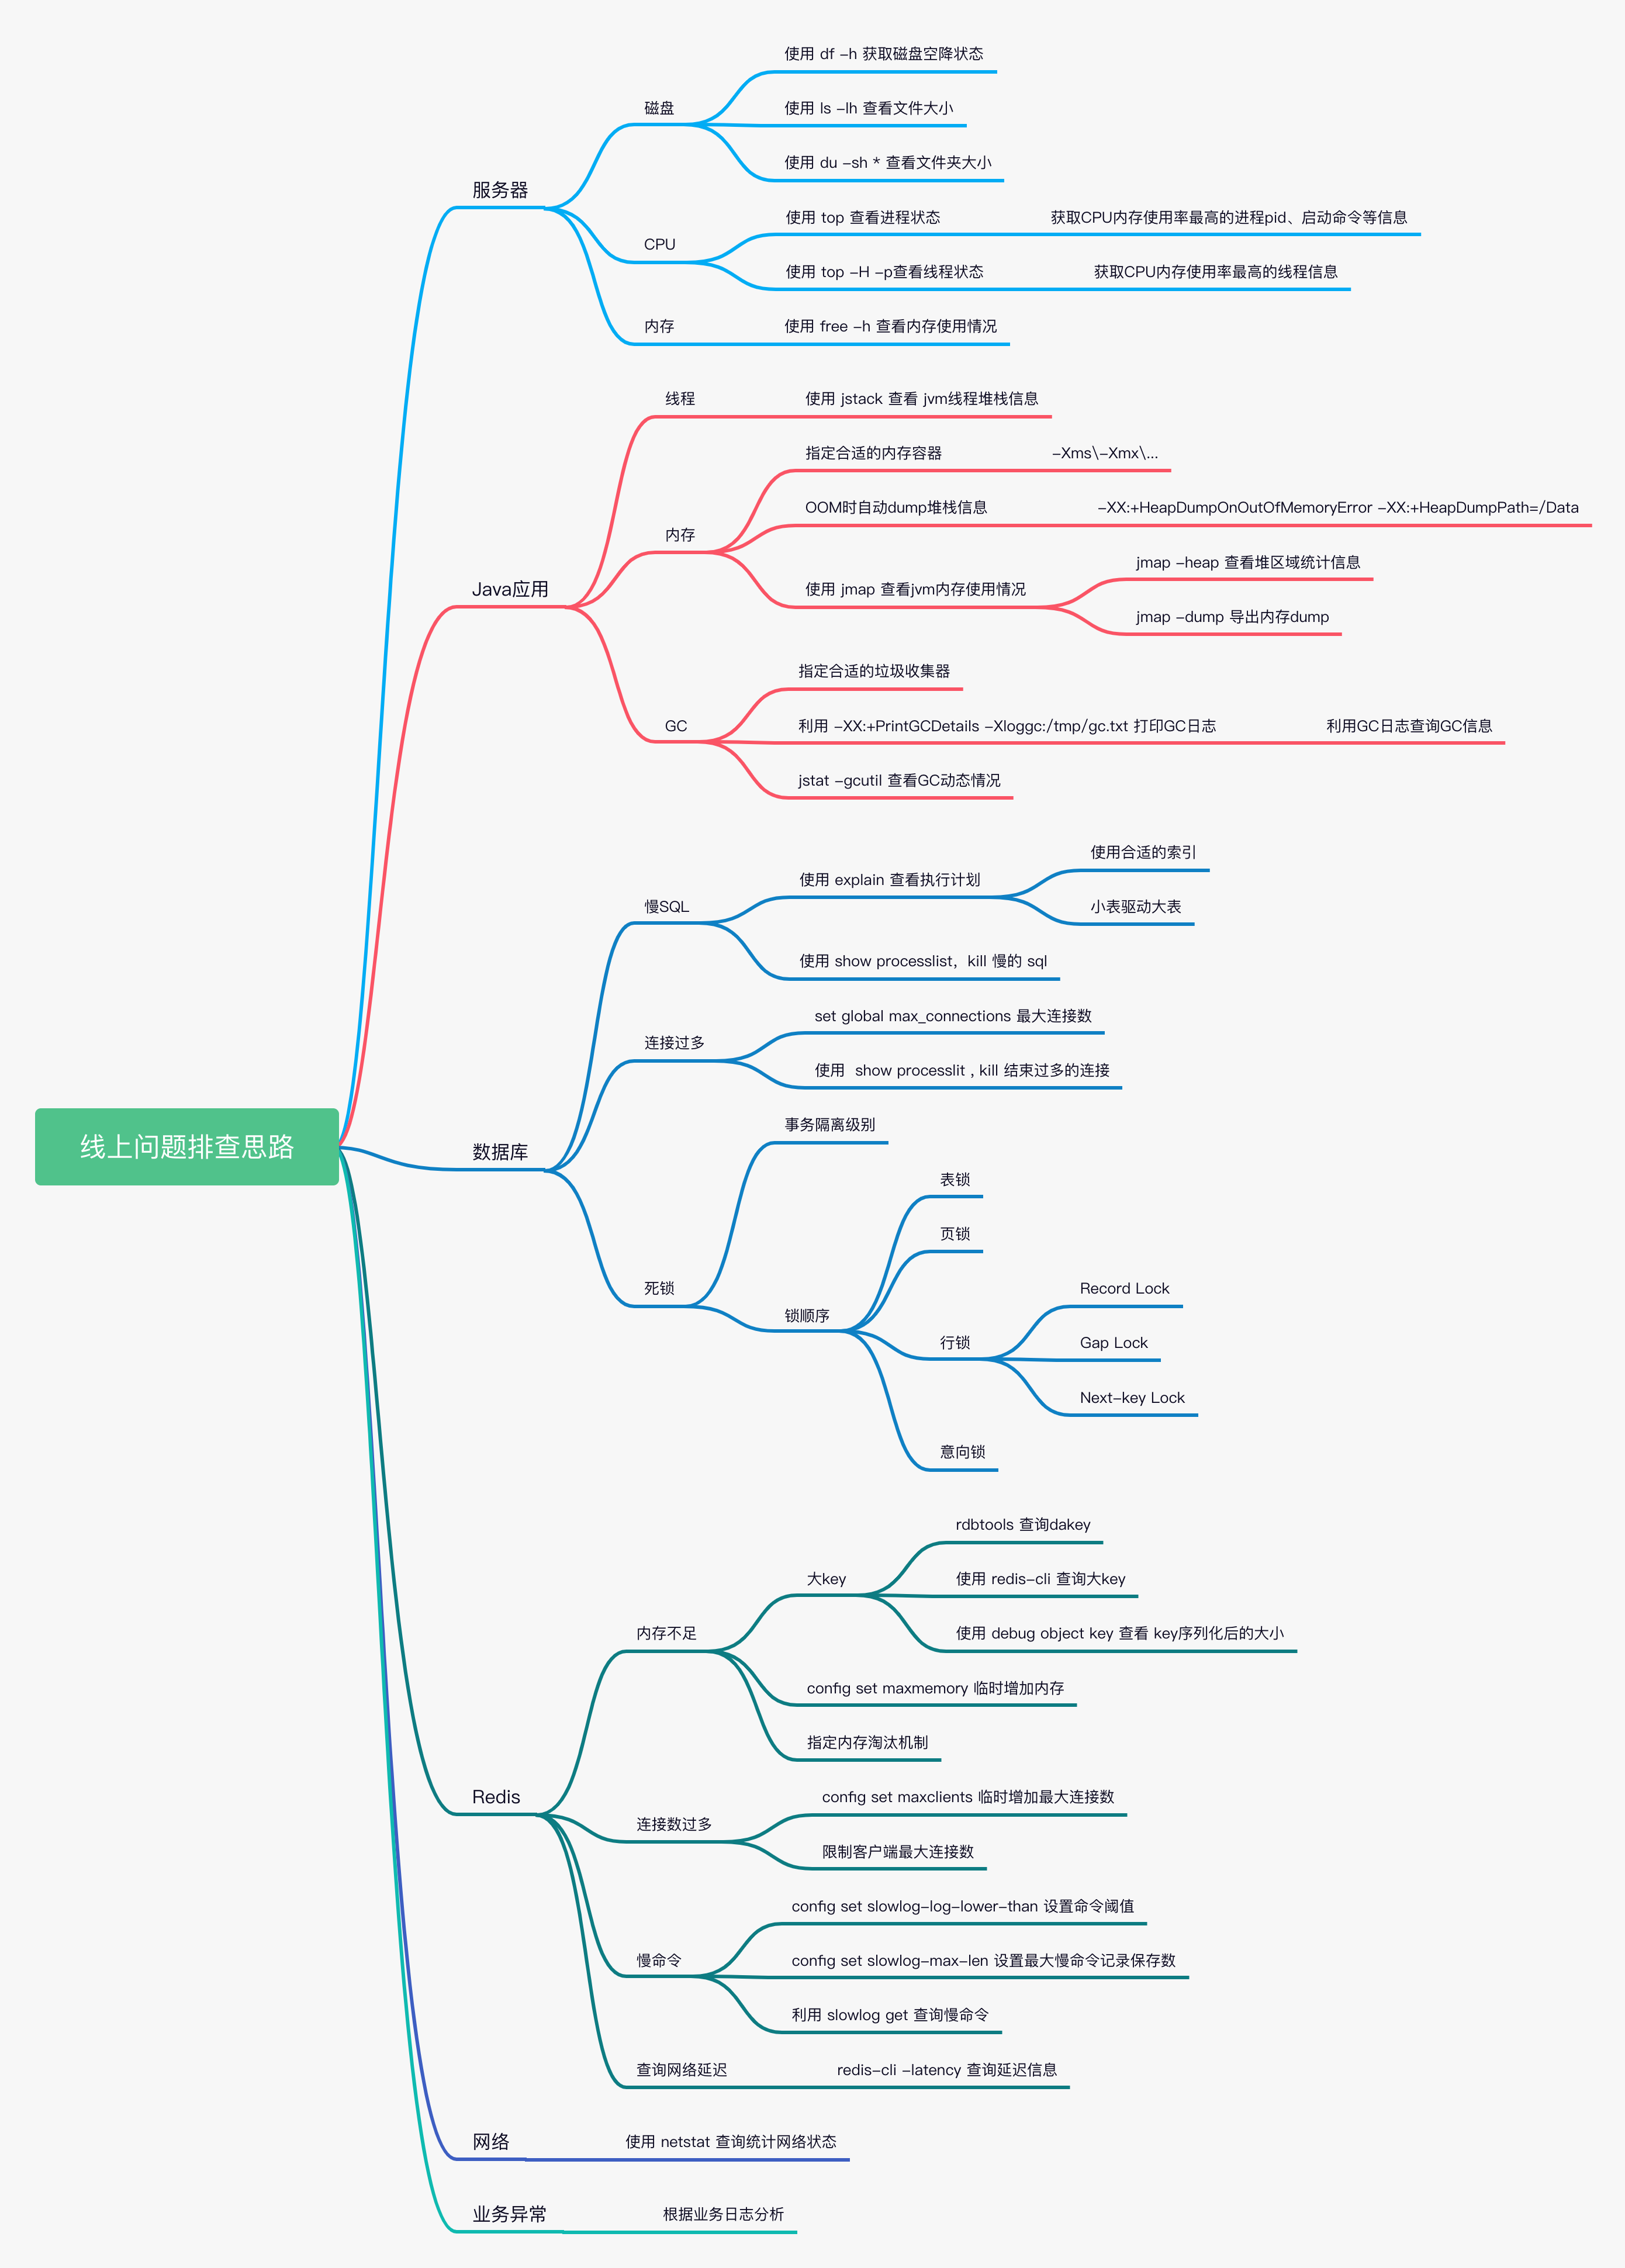 线上问题排查思路
服务器
磁盘
使用 df -h 获取磁盘空降状态
使用 ls -lh 查看文件大小
使用 du -sh * 查看文件夹大小
CPU
使用 top 查看进程状态
获取CPU内存使用率最高的进程pid、启动命令等信息
使用 top -H -p查看线程状态
获取CPU内存使用率最高的线程信息
内存
使用 free -h 查看内存使用情况
Java应用
线程
使用 jstack 查看 jvm线程堆栈信息
内存
指定合适的内存容器
-Xms\-Xmx\...
OOM时自动dump堆栈信息
-XX:+HeapDumpOnOutOfMemoryError -XX:+HeapDumpPath=/Data
使用 jmap 查看jvm内存使用情况
jmap -heap 查看堆区域统计信息
jmap -dump 导出内存dump
GC
指定合适的垃圾收集器
利用 -XX:+PrintGCDetails -Xloggc:/tmp/gc.txt 打印GC日志
利用GC日志查询GC信息
jstat -gcutil 查看GC动态情况
数据库
慢SQL
使用 explain 查看执行计划
使用合适的索引
小表驱动大表
使用 show processlist，kill 慢的 sql
连接过多
set global max_connections 最大连接数
使用  show processlit , kill 结束过多的连接
死锁
事务隔离级别
锁顺序
表锁
页锁
行锁
Record Lock
Gap Lock
Next-key Lock
意向锁
Redis
内存不足
大key
rdbtools 查询dakey
使用 redis-cli 查询大key
使用 debug object key 查看 key序列化后的大小
config set maxmemory 临时增加内存
指定内存淘汰机制
连接数过多
config set maxclients 临时增加最大连接数
限制客户端最大连接数
慢命令
config set slowlog-log-lower-than 设置命令阈值
config set slowlog-max-len 设置最大慢命令记录保存数
利用 slowlog get 查询慢命令
查询网络延迟
redis-cli -latency 查询延迟信息
网络
使用 netstat 查询统计网络状态
业务异常
根据业务日志分析